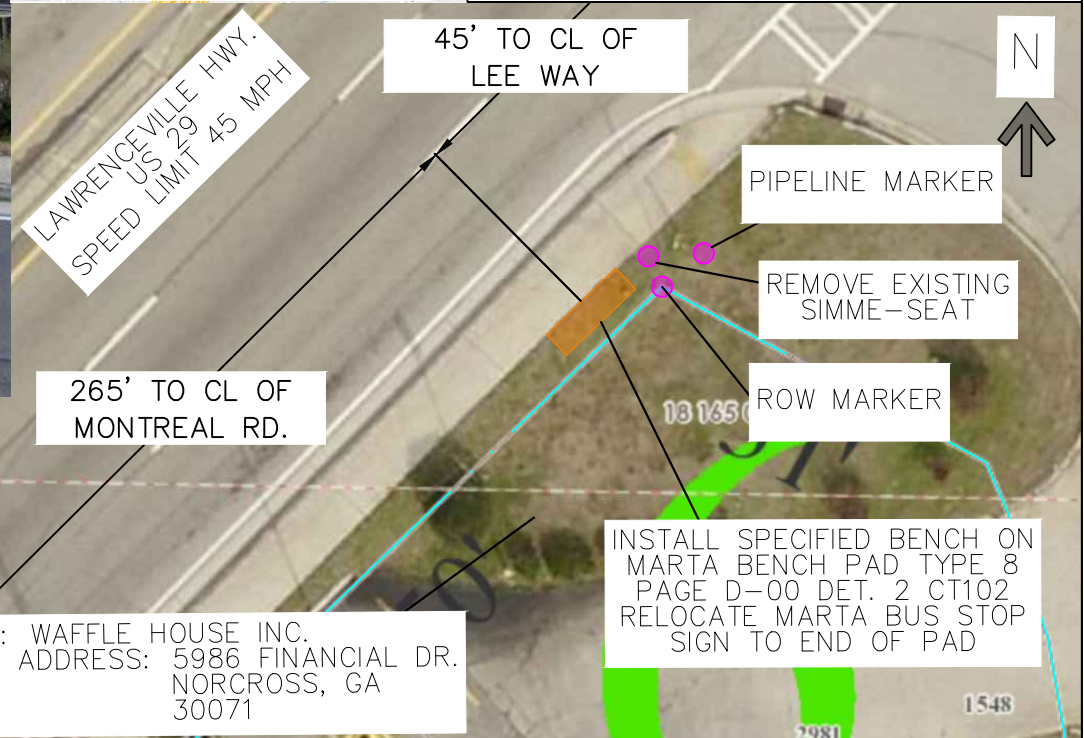 45' TO CL OF
LEE WAY
N
LAWRENCEVILLE HWY.
US 29
SPEED LIMIT 45 MPH
PIPELINE MARKER
REMOVE EXISTING
SIMME-SEAT
265' TO CL OF
MONTREAL RD.
ROW MARKER
18 165
INSTALL SPECIFIED BENCH ON
MARTA BENCH PAD TYPE 8
PAGE D-00 DET. 2 CT102
RELOCATE MARTA BUS STOP
SIGN TO END OF PAD
: WAFFLE HOUSE INC.
ADDRESS: 5986 FINANCIAL DR.
NORCROSS, GA
30071
1548
2981